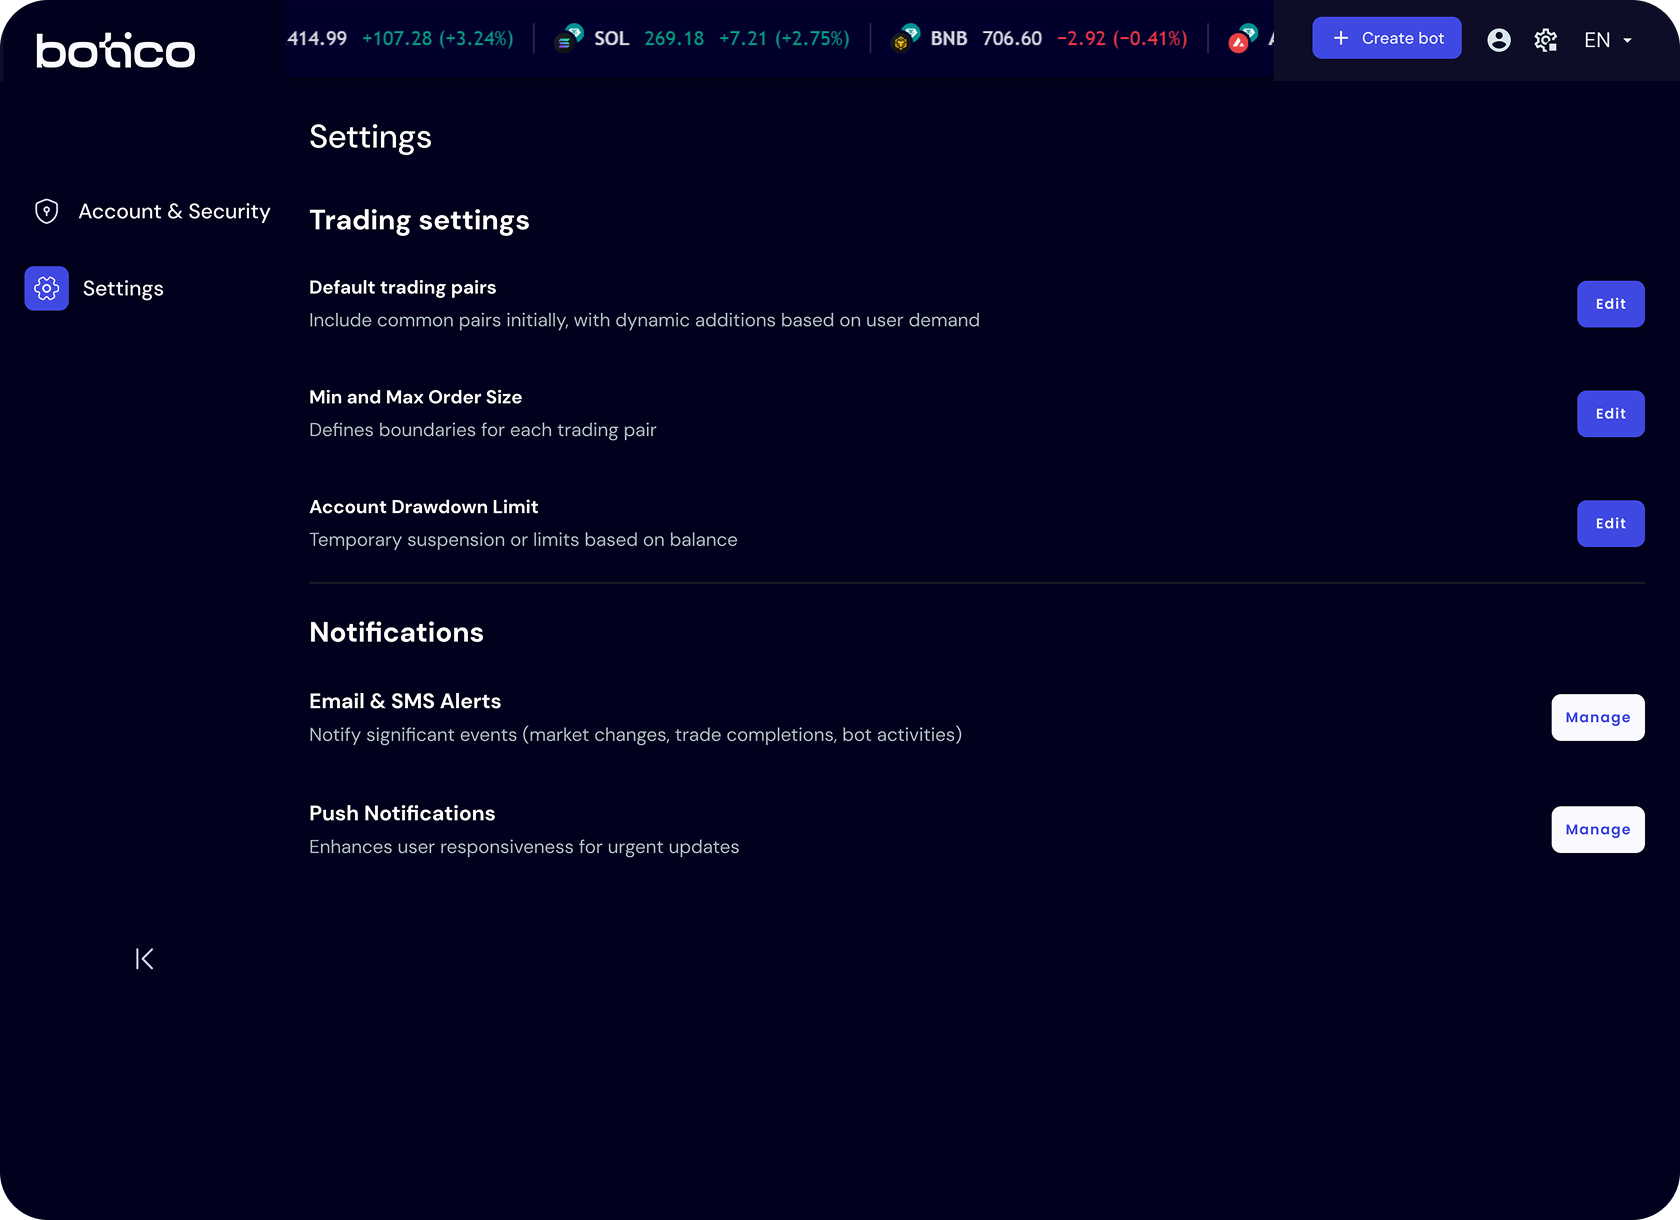 botico
414.99 +107.28 (+3.24%) SOL 269.18 +7.21 (+2.75%) BNB 706.60 −2.92 (−0.41%)
+ Create bot EN
Settings
Account & Security
Settings
Trading settings
Default trading pairs
Include common pairs initially, with dynamic additions based on user demand
Edit
Min and Max Order Size
Defines boundaries for each trading pair
Edit
Account Drawdown Limit
Temporary suspension or limits based on balance
Edit
Notifications
Email & SMS Alerts
Notify significant events (market changes, trade completions, bot activities)
Manage
Push Notifications
Enhances user responsiveness for urgent updates
Manage